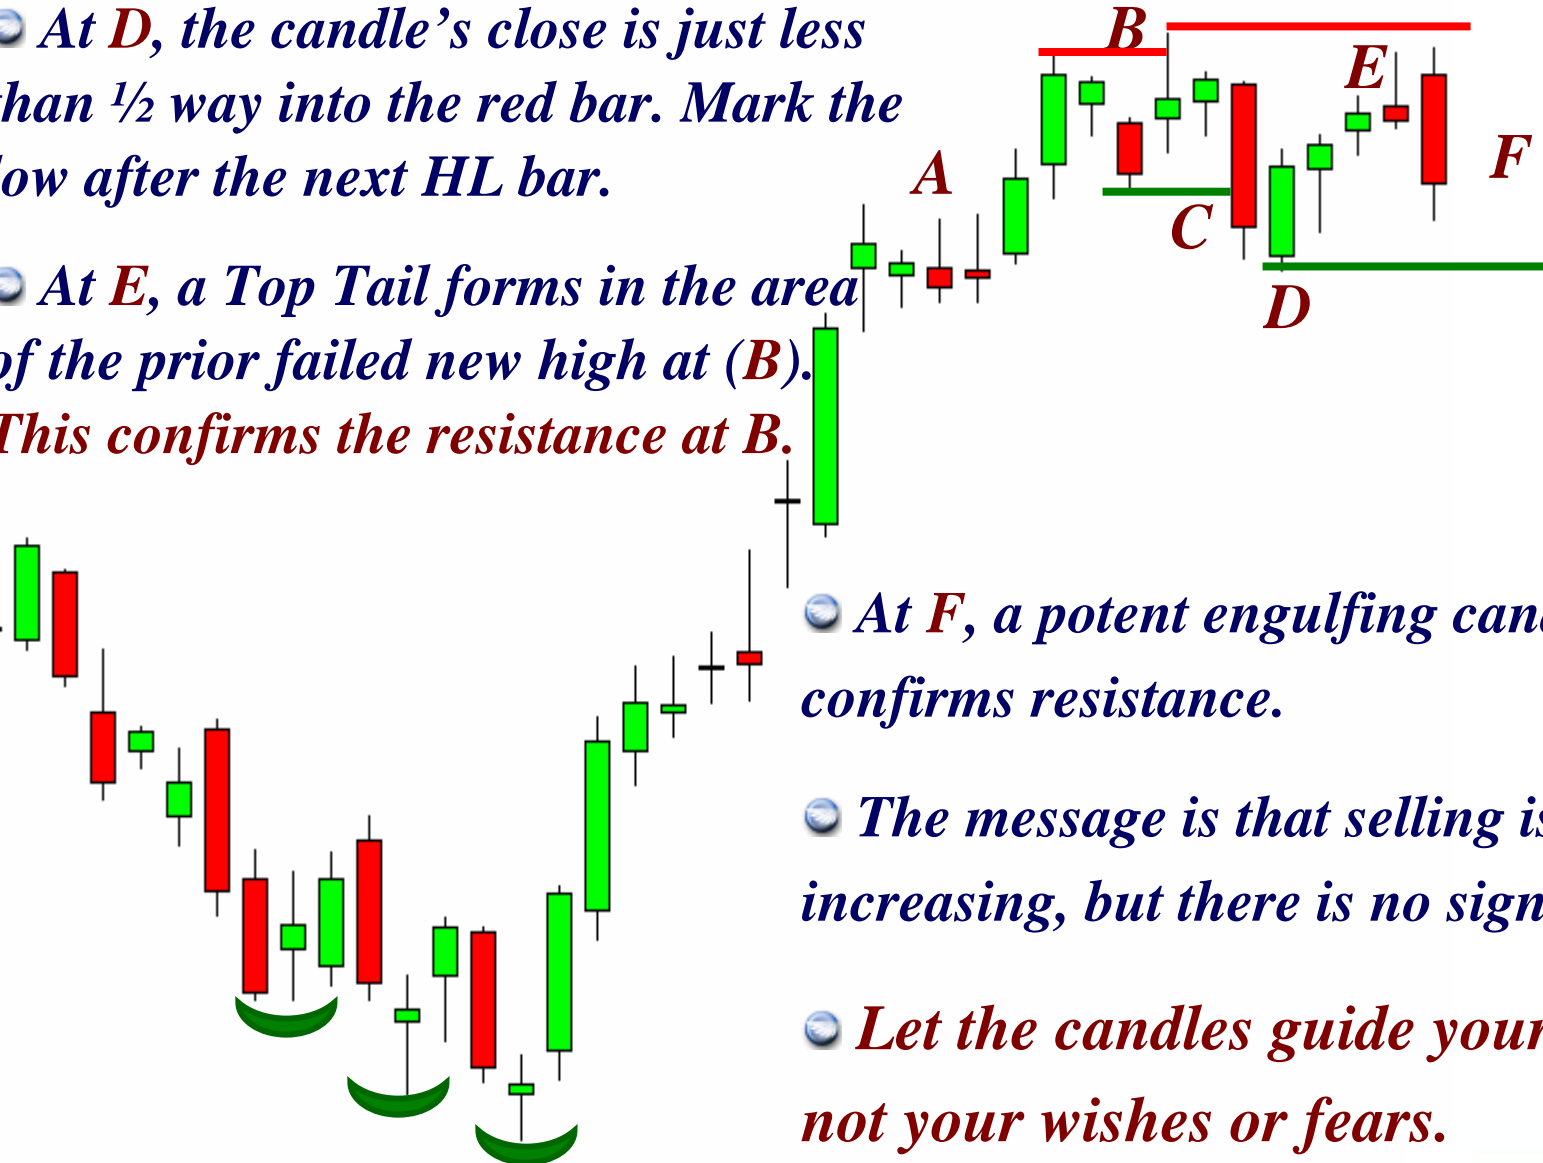 At D, the candle’s close is just less
than ½ way into the red bar. Mark the
low after the next HL bar.
At E, a Top Tail forms in the area
of the prior failed new high at (B).
This confirms the resistance at B.
A
B
C
D
E
F
At F, a potent engulfing can
confirms resistance.
The message is that selling is
increasing, but there is no sign
Let the candles guide your
not your wishes or fears.